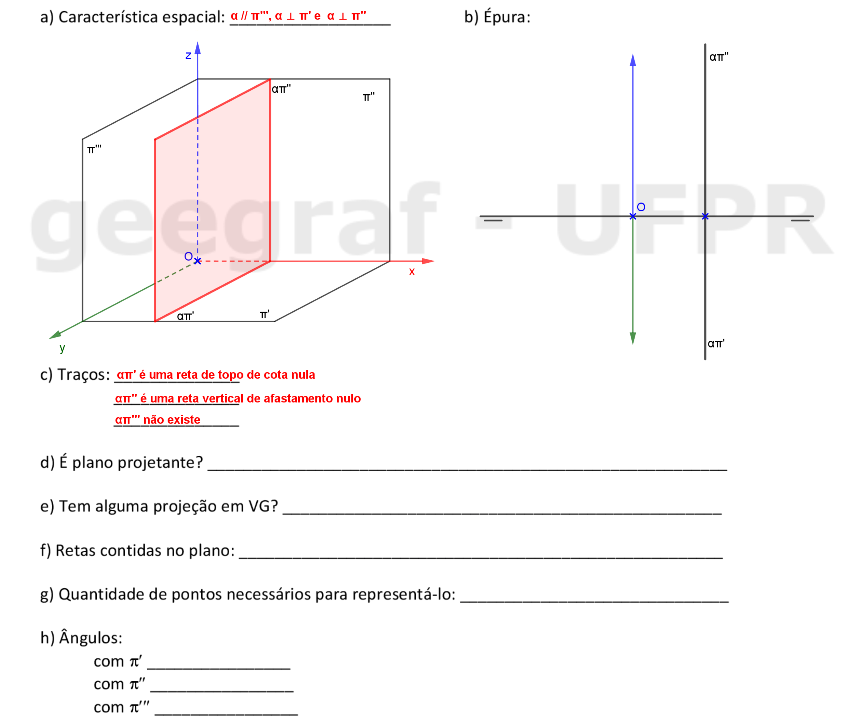 a) Característica espacial: α // π''', α ⊥ π' e α ⊥ π''
b) Épura:
z
απ''
π''
π'''
O
x
απ'
π'
y
απ''
O
απ'
geegraf - UFPR
c) Traços: απ' é uma reta de topo de cota nula
απ'' é uma reta vertical de afastamento nulo
απ''' não existe
d) É plano projetante? ____
e) Tem alguma projeção em VG? ____
f) Retas contidas no plano: ____
g) Quantidade de pontos necessários para representá-lo: ____
h) Ângulos:
com π' ____
com π'' ____
com π''' ____